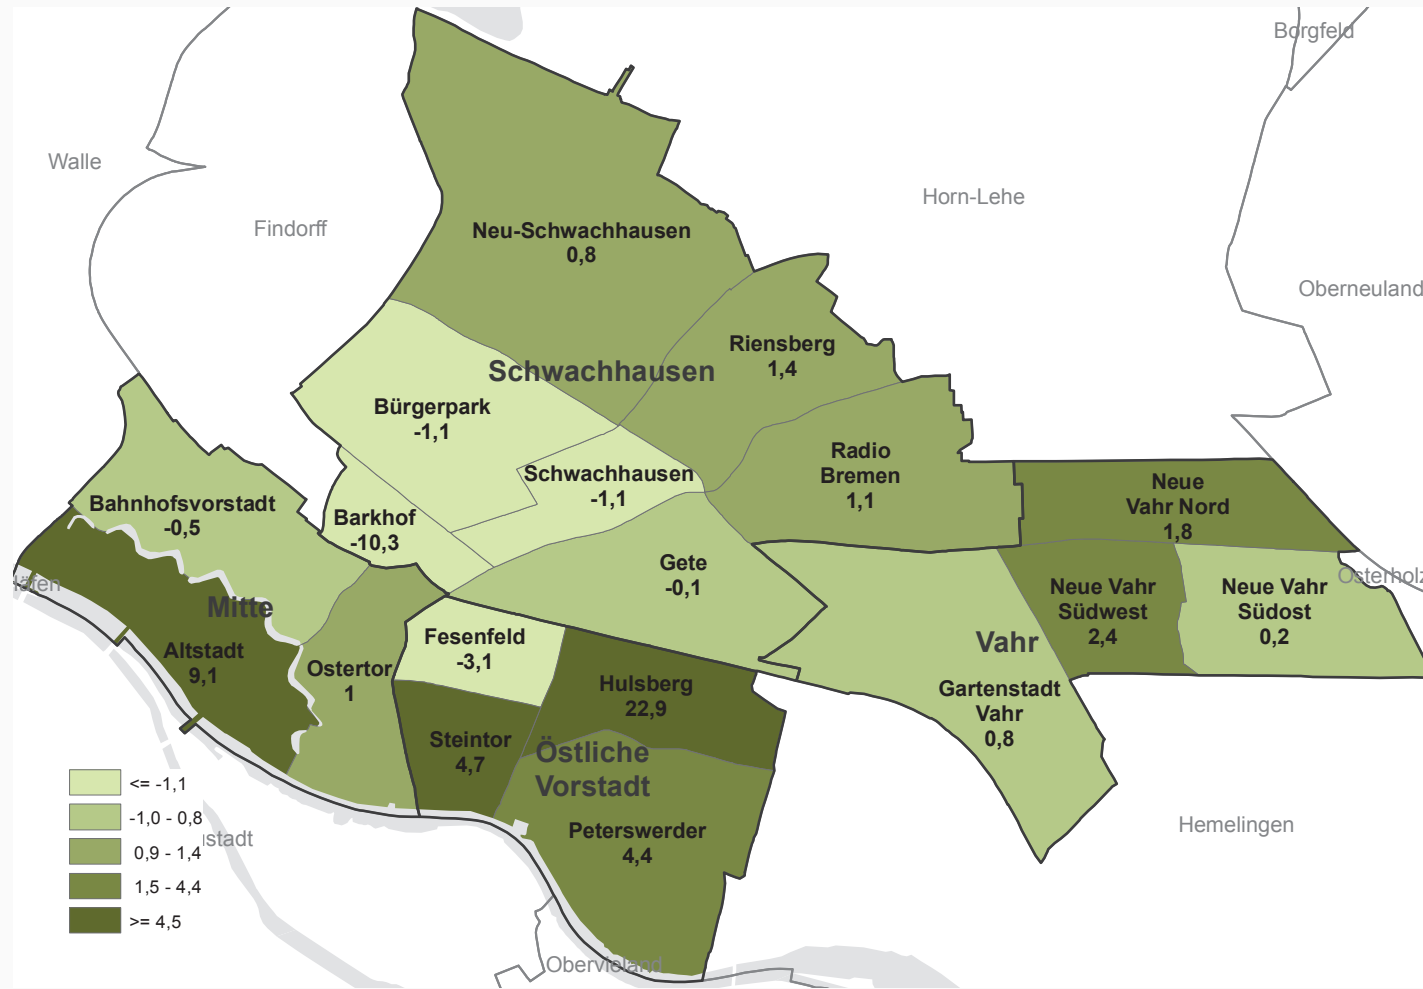 Borgfeld
Walle
Horn-Lehe
Findorff
Neu-Schwachhausen
0,8
Oberneuland
Riensberg
1,4
Schwachhausen
Bürgerpark
-1,1
Radio
Bremen
1,1
Schwachhausen
-1,1
Neue
Vahr Nord
1,8
Bahnhofsvorstadt
-0,5
Barkhof
-10,3
Gete
-0,1
Osterholz
Neue Vahr
Südwest
2,4
Neue Vahr
Südost
0,2
Häfen
Mitte
Fesenfeld
-3,1
Vahr
Altstadt
9,1
Ostertor
1
Hulsberg
22,9
Gartenstadt
Vahr
0,8
Steintor
4,7
Östliche
Vorstadt
Peterswerder
4,4
Hemelingen
<= -1,1
-1,0 - 0,8
0,9 - 1,4
1,5 - 4,4
>= 4,5
stadt
Obervieland